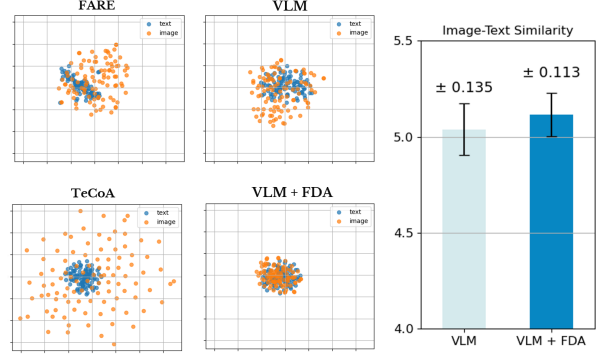 FARE
text
image
VLM
text
image
TeCoA
text
image
VLM + FDA
text
image
Image-Text Similarity
5.5
5.0
4.5
4.0
± 0.135
± 0.113
VLM
VLM + FDA